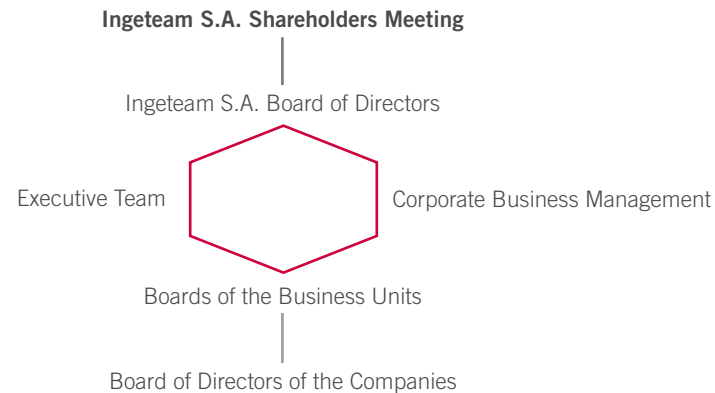 Ingeteam S.A. Shareholders Meeting
Ingeteam S.A. Board of Directors
Executive Team
Corporate Business Management
Boards of the Business Units
Board of Directors of the Companies